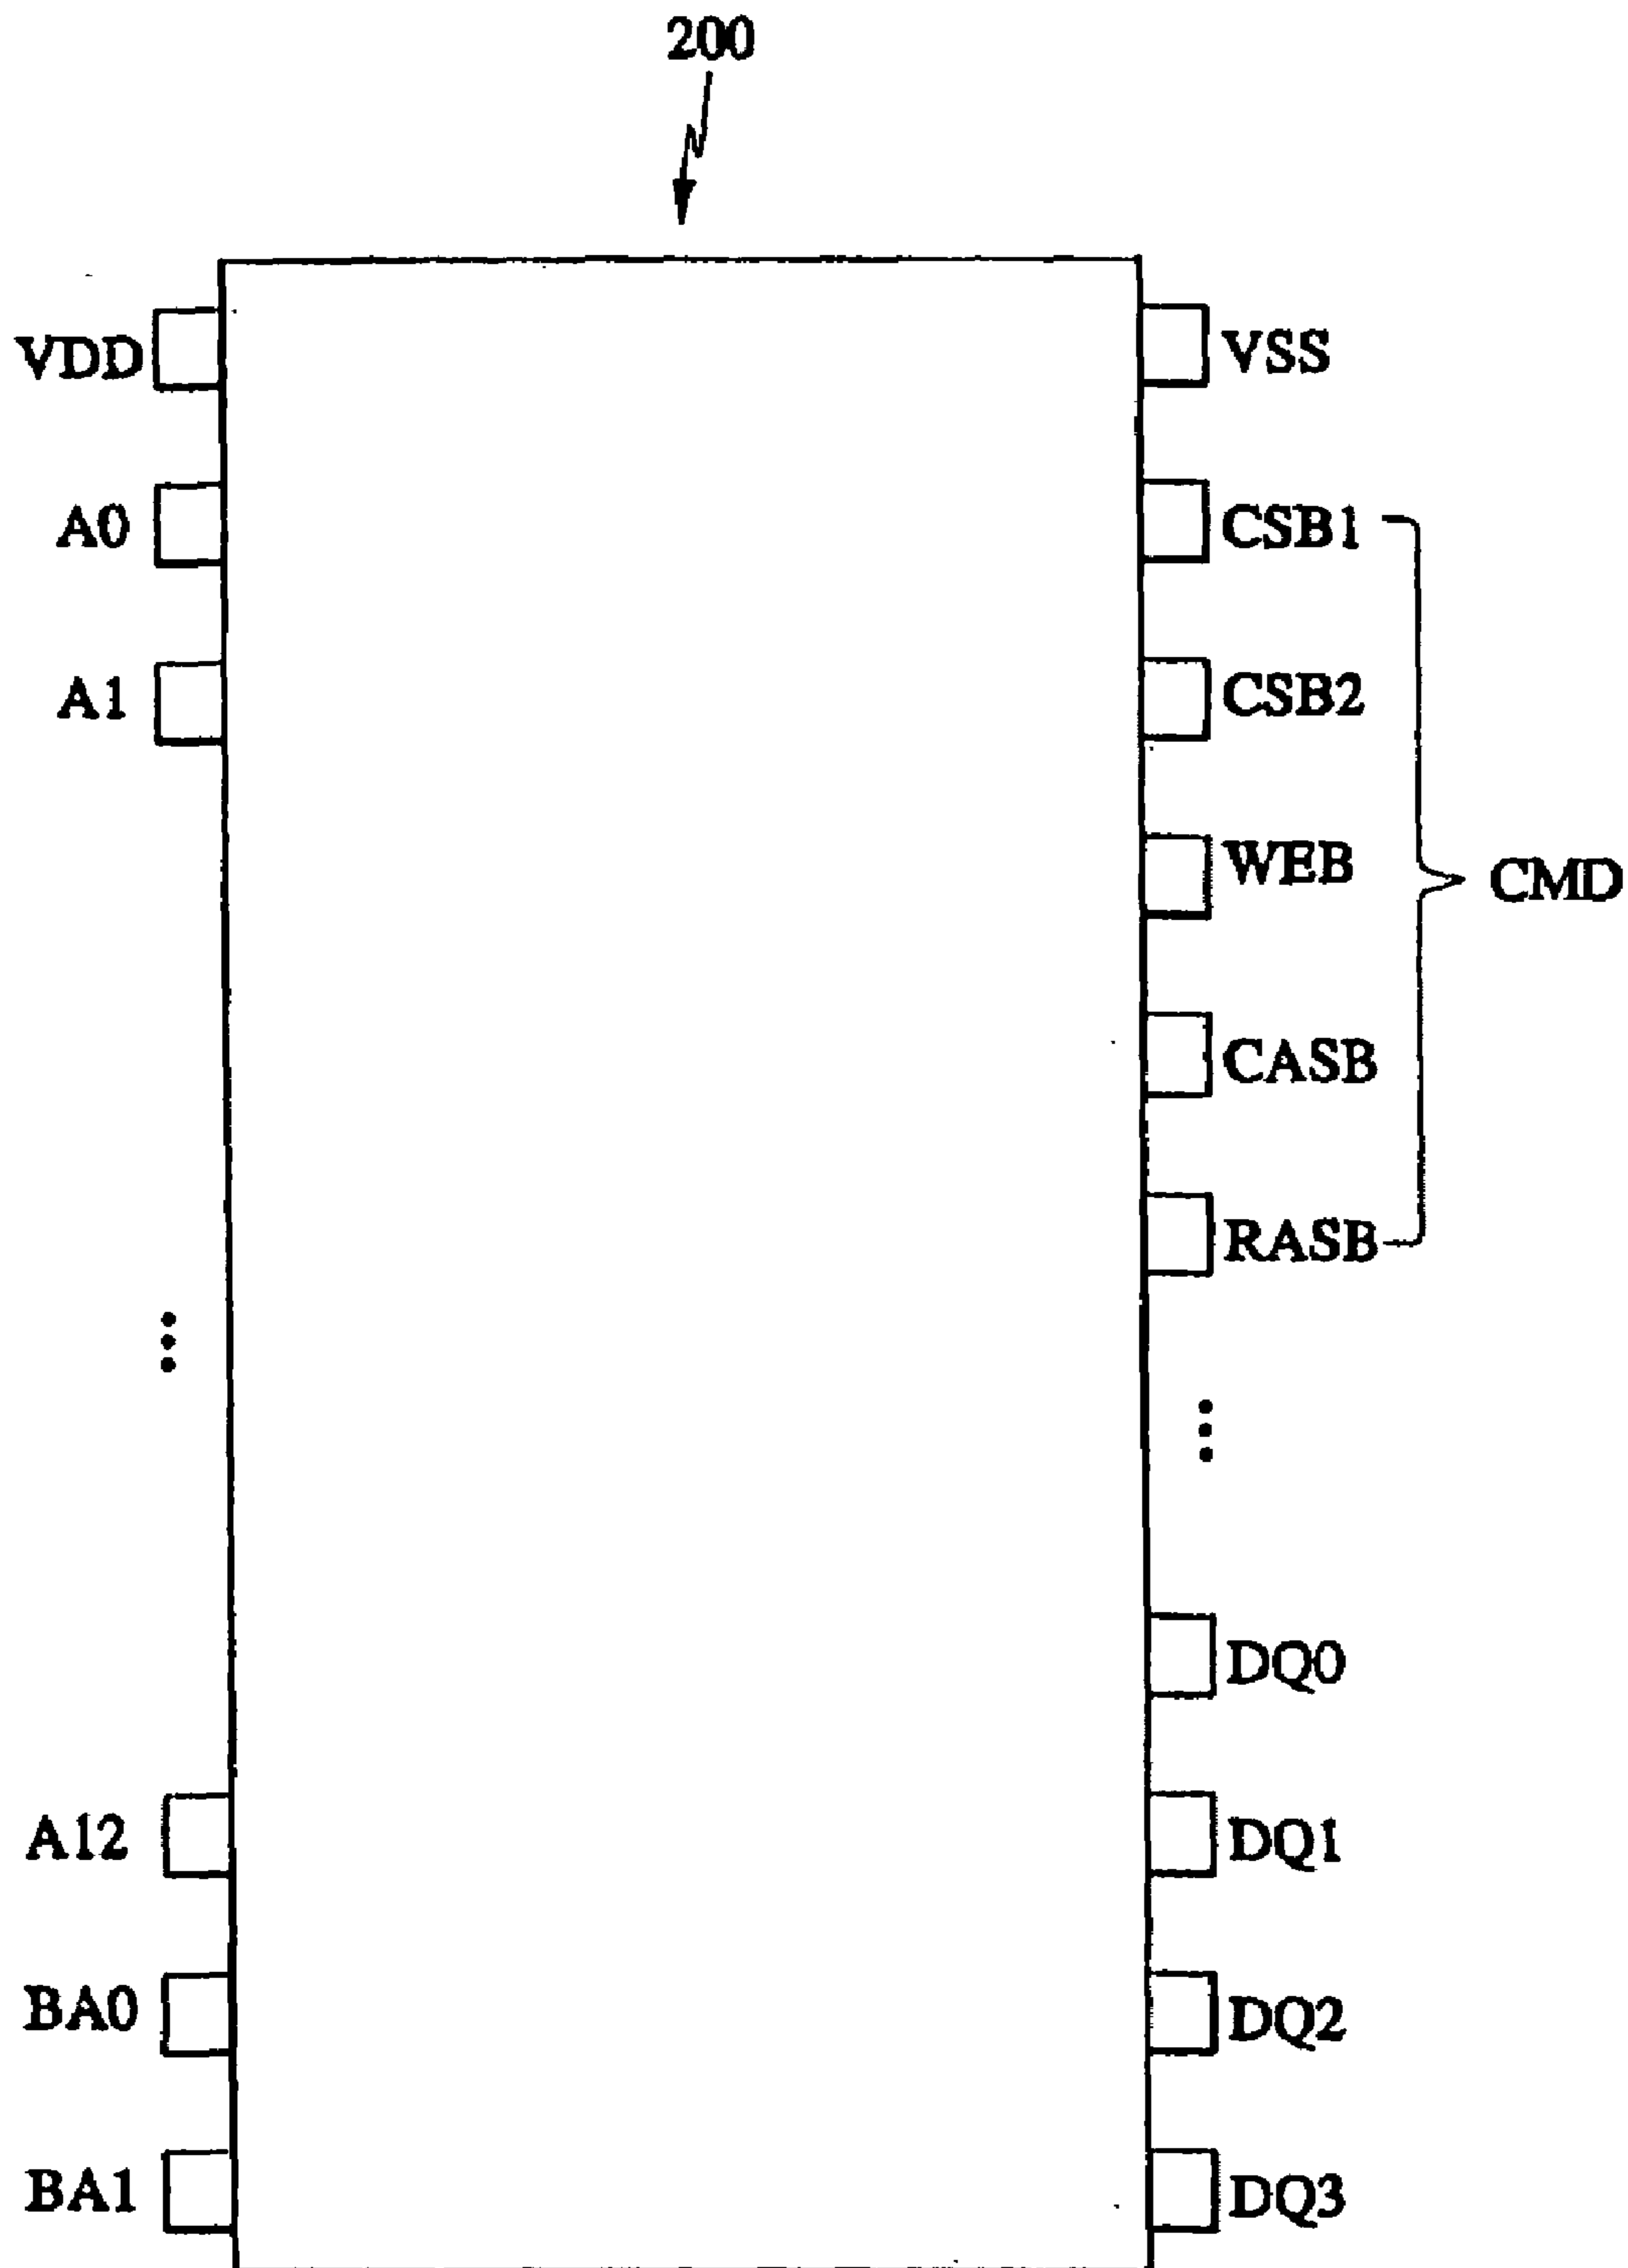 200
VDD
VSS
A0
CSB1
A1
CSB2
WEB
CMD
CASB
RASB
DQ0
A12
DQ1
BA0
DQ2
BA1
DQ3